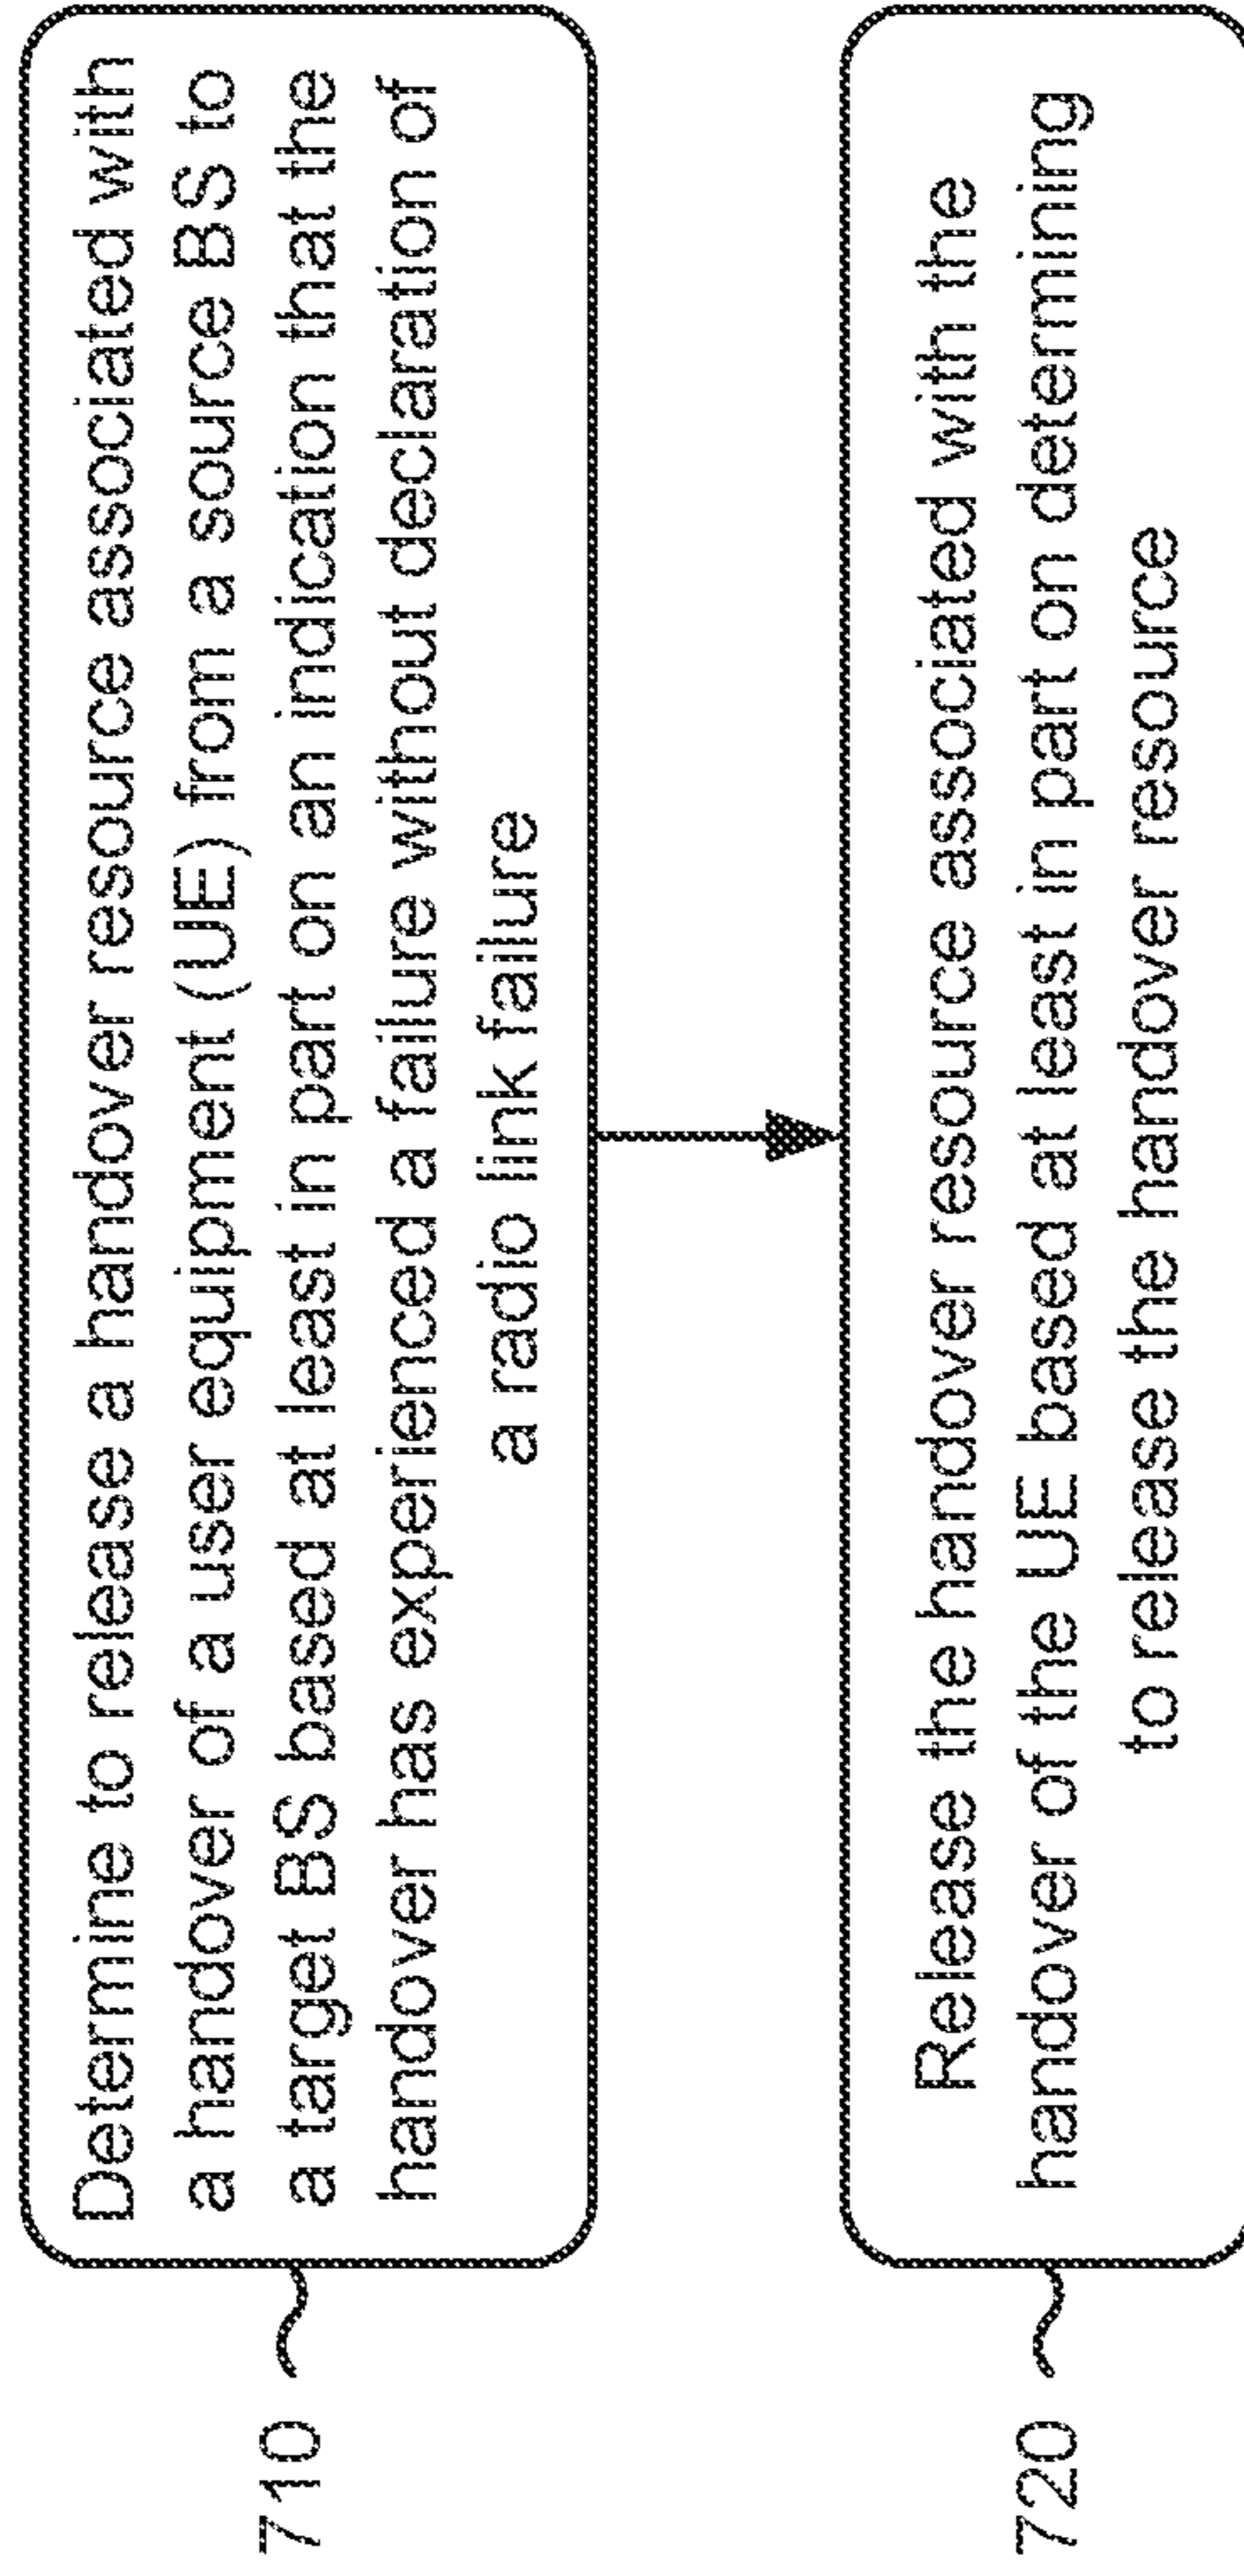 710
Determine to release a handover resource associated with
a handover of a user equipment (UE) from a source BS to
a target BS based at least in part on an indication that the
handover has experienced a failure without declaration of
a radio link failure
720
Release the handover resource associated with the
handover of the UE based at least in part on determining
to release the handover resource